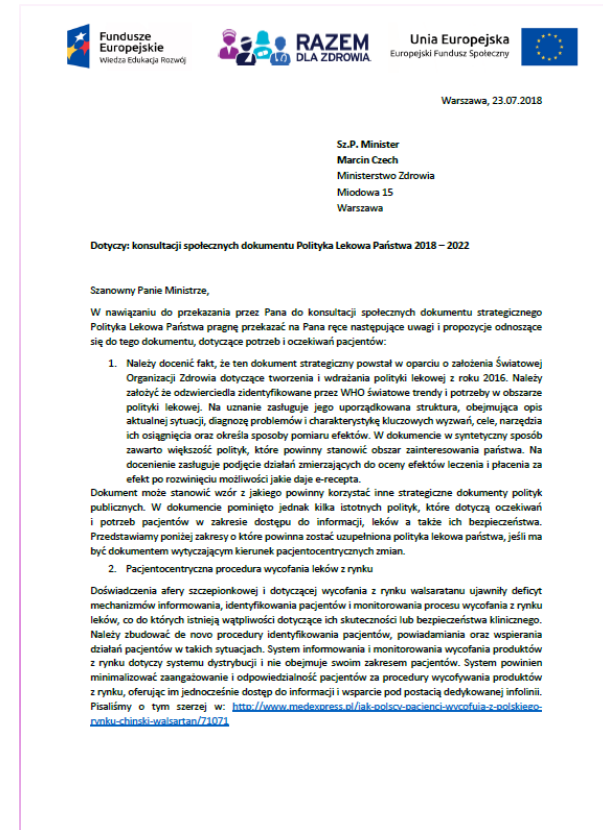 Fundusze
Europejskie
Wiedza Edukacja Rozwój
RAZEM
DLA ZDROWIA
Unia Europejska
Europejski Fundusz Społeczny
Warszawa, 23.07.2018
Sz.P. Minister
Marcin Czech
Ministerstwo Zdrowia
Miodowa 15
Warszawa
Dotyczy: konsultacji społecznych dokumentu Polityka Lekowa Państwa 2018 – 2022
Szanowny Panie Ministrze,
W nawiązaniu do przekazania przez Pana do konsultacji społecznych dokumentu strategicznego
Polityka Lekowa Państwa pragnę przekazać na Pana ręce następujące uwagi i propozycje odnoszące
się do tego dokumentu, dotyczące potrzeb i oczekiwań pacjentów:
1. Należy docenić fakt, że ten dokument strategiczny powstał w oparciu o założenia Światowej
Organizacji Zdrowia dotyczące tworzenia i wdrażania polityki lekowej z roku 2016. Należy
założyć że odzwierciedla zidentyfikowane przez WHO światowe trendy i potrzeby w obszarze
polityki lekowej. Na uznanie zasługuje jego uporządkowana struktura, obejmująca opis
aktualnej sytuacji, diagnozę problemów i charakterystykę kluczowych wyzwań, cele, narzędzia
ich osiągnięcia oraz określa sposoby pomiaru efektów. W dokumencie w syntetyczny sposób
zawarto większość polityk, które powinny stanowić obszar zainteresowania państwa. Na
docenienie zasługuje podjęcie działań zmierzających do oceny efektów leczenia i płacenia za
efekt po rozwinięciu możliwości jakie daje e-recepta.
Dokument może stanowić wzór z jakiego powinny korzystać inne strategiczne dokumenty polityk
publicznych. W dokumencie pominięto jednak kilka istotnych polityk, które dotyczą oczekiwań
i potrzeb pacjentów w zakresie dostępu do informacji, leków a także ich bezpieczeństwa.
Przedstawiamy poniżej zakresy o które powinna zostać uzupełniona polityka lekowa państwa, jeśli ma
być dokumentem wytyczającym kierunek pacjentocentrycznych zmian.
2. Pacjentocentryczna procedura wycofania leków z rynku
Doświadczenia afery szczepionkowej i dotyczącej wycofania z rynku walsaratanu ujawniły deficyt
mechanizmów informowania, identyfikowania pacjentów i monitorowania procesu wycofania z rynku
leków, co do których istnieją wątpliwości dotyczące ich skuteczności lub bezpieczeństwa klinicznego.
Należy zbudować de novo procedury identyfikowania pacjentów, powiadamiania oraz wspierania
działań pacjentów w takich sytuacjach. System informowania i monitorowania wycofania produktów
z rynku dotyczy systemu dystrybucji i nie obejmuje swoim zakresem pacjentów. System powinien
minimalizować zaangażowanie i odpowiedzialność pacjentów za procedury wycofywania produktów
z rynku, oferując im jednocześnie dostęp do informacji i wsparcie pod postacią dedykowanej infolinii.
Pisaliśmy o tym szerzej w: http://www.medexpress.pl/jak-polscy-pacjenci-wycofuja-z-polskiego-
rynku-chinski-walsartan/71071